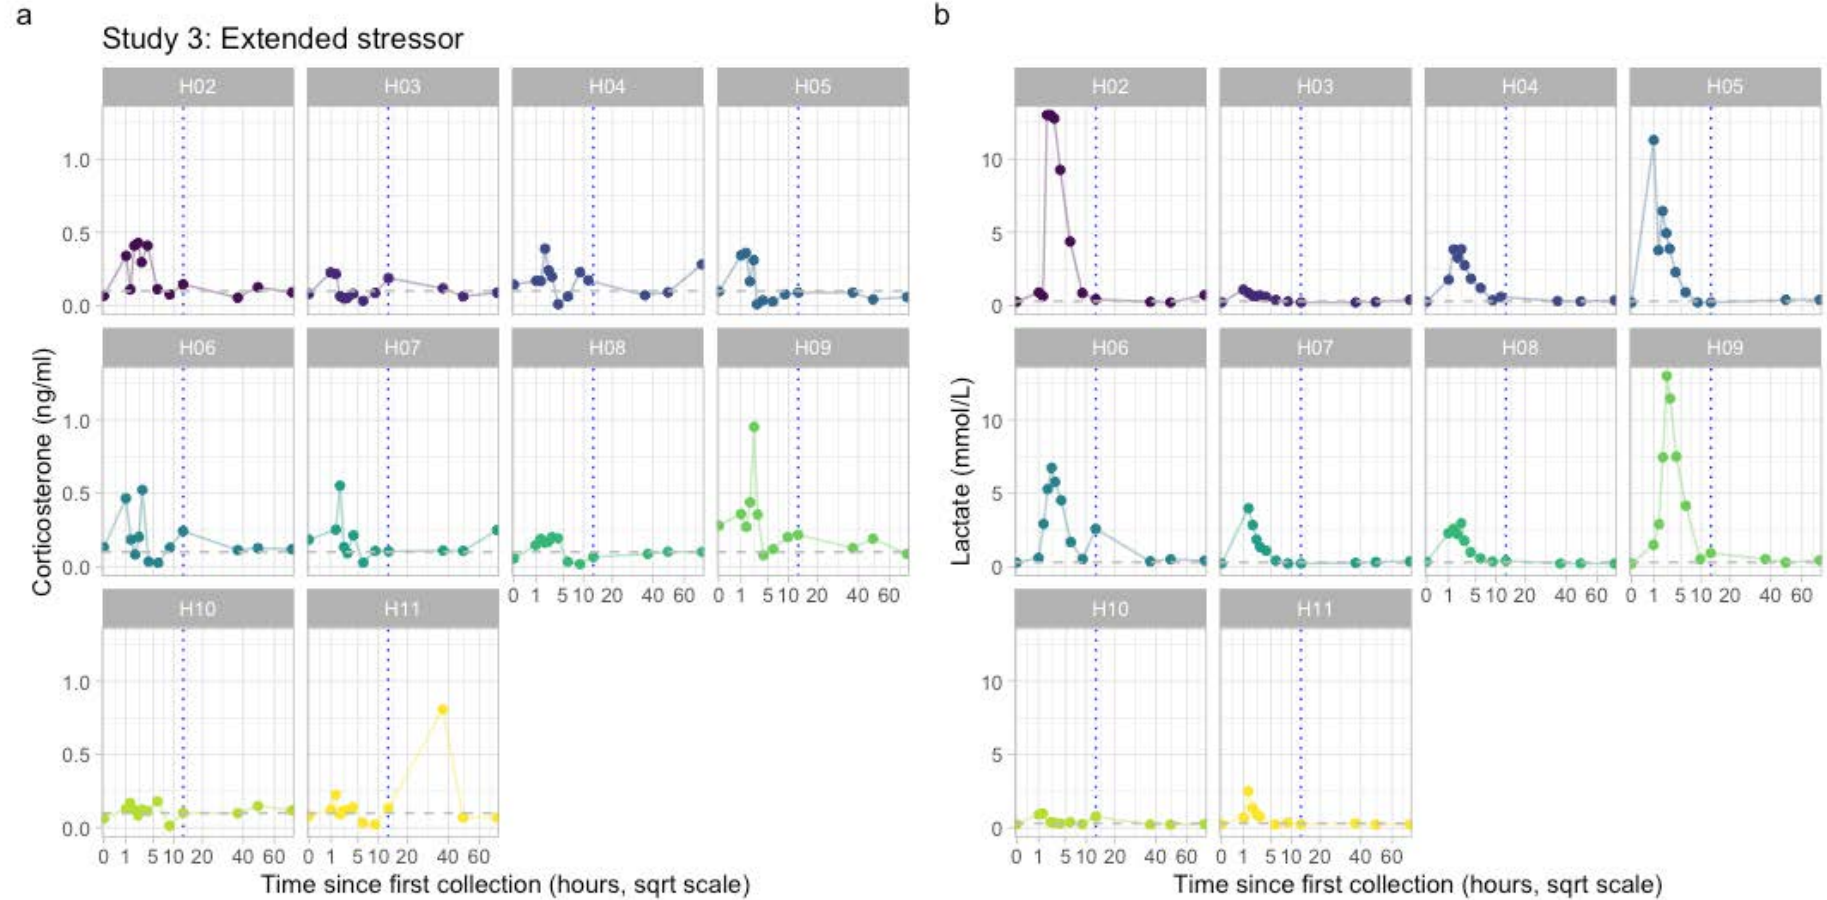 a
Study 3: Extended stressor
H02 H03 H04 H05
1.0
0.5
0.0
H06 H07 H08 H09
1.0
0.5
0.0
0 1 5 10 20 40 60 0 1 5 10 20 40 60
H10 H11
1.0
0.5
0.0
0 1 5 10 20 40 60 0 1 5 10 20 40 60
Corticosterone (ng/ml)
Time since first collection (hours, sqrt scale)
b
H02 H03 H04 H05
10
5
0
H06 H07 H08 H09
10
5
0
0 1 5 10 20 40 60 0 1 5 10 20 40 60
H10 H11
10
5
0
0 1 5 10 20 40 60 0 1 5 10 20 40 60
Lactate (mmol/L)
Time since first collection (hours, sqrt scale)